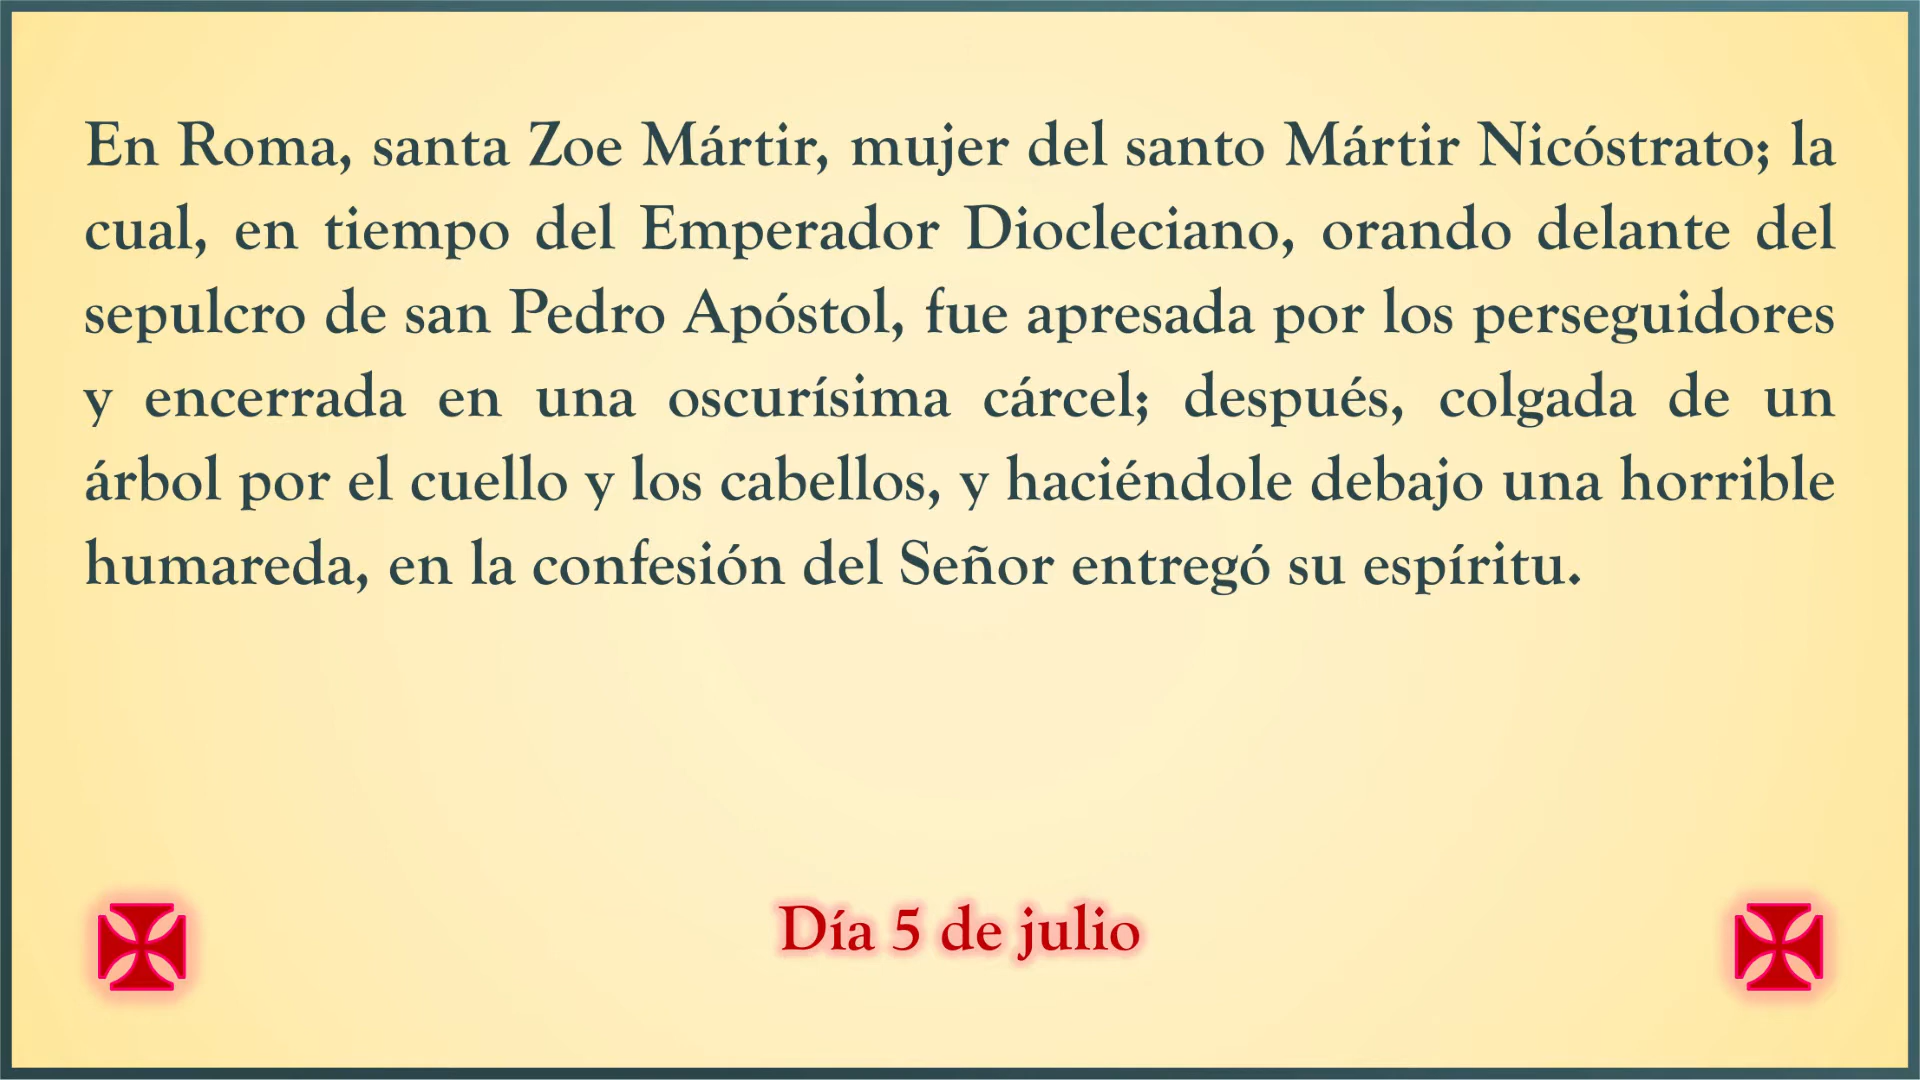 En Roma, santa Zoe Mártir, mujer del santo Mártir Nicóstrato; la
cual, en tiempo del Emperador Diocleciano, orando delante del
sepulcro de san Pedro Apóstol, fue apresada por los perseguidores
y encerrada en una oscurísima cárcel; después, colgada de un
árbol por el cuello y los cabellos, y haciéndole debajo una horrible
humareda, en la confesión del Señor entregó su espíritu.
Día 5 de julio